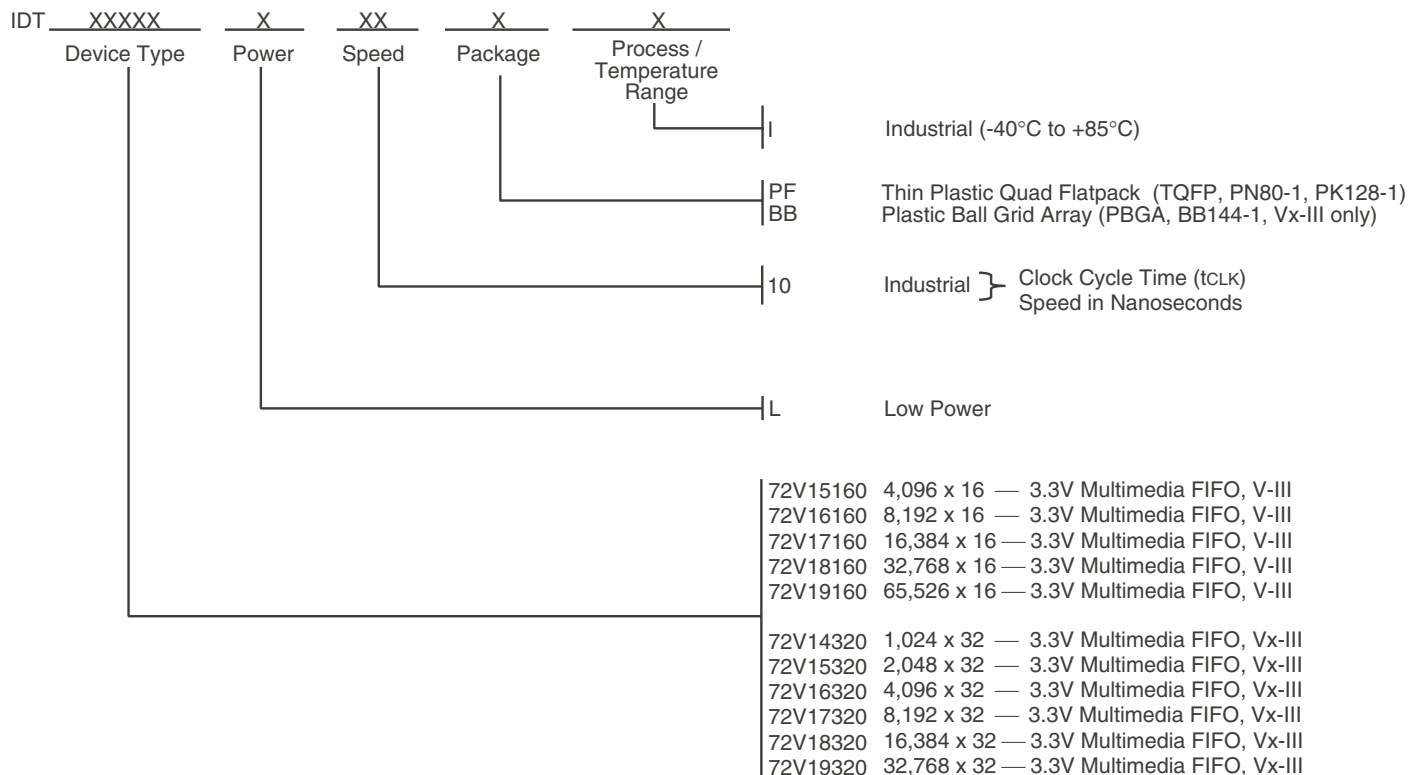 IDT XXXXX X XX X X
Device Type Power Speed Package Process /
Temperature
Range
I Industrial (-40°C to +85°C)
PF Thin Plastic Quad Flatpack (TQFP, PN80-1, PK128-1)
BB Plastic Ball Grid Array (PBGA, BB144-1, Vx-III only)
10 Industrial } Clock Cycle Time (tCLK)
Speed in Nanoseconds
L Low Power
72V15160 4,096 x 16 — 3.3V Multimedia FIFO, V-III
72V16160 8,192 x 16 — 3.3V Multimedia FIFO, V-III
72V17160 16,384 x 16 — 3.3V Multimedia FIFO, V-III
72V18160 32,768 x 16 — 3.3V Multimedia FIFO, V-III
72V19160 65,526 x 16 — 3.3V Multimedia FIFO, V-III
72V14320 1,024 x 32 — 3.3V Multimedia FIFO, Vx-III
72V15320 2,048 x 32 — 3.3V Multimedia FIFO, Vx-III
72V16320 4,096 x 32 — 3.3V Multimedia FIFO, Vx-III
72V17320 8,192 x 32 — 3.3V Multimedia FIFO, Vx-III
72V18320 16,384 x 32 — 3.3V Multimedia FIFO, Vx-III
72V19320 32,768 x 32 — 3.3V Multimedia FIFO, Vx-III